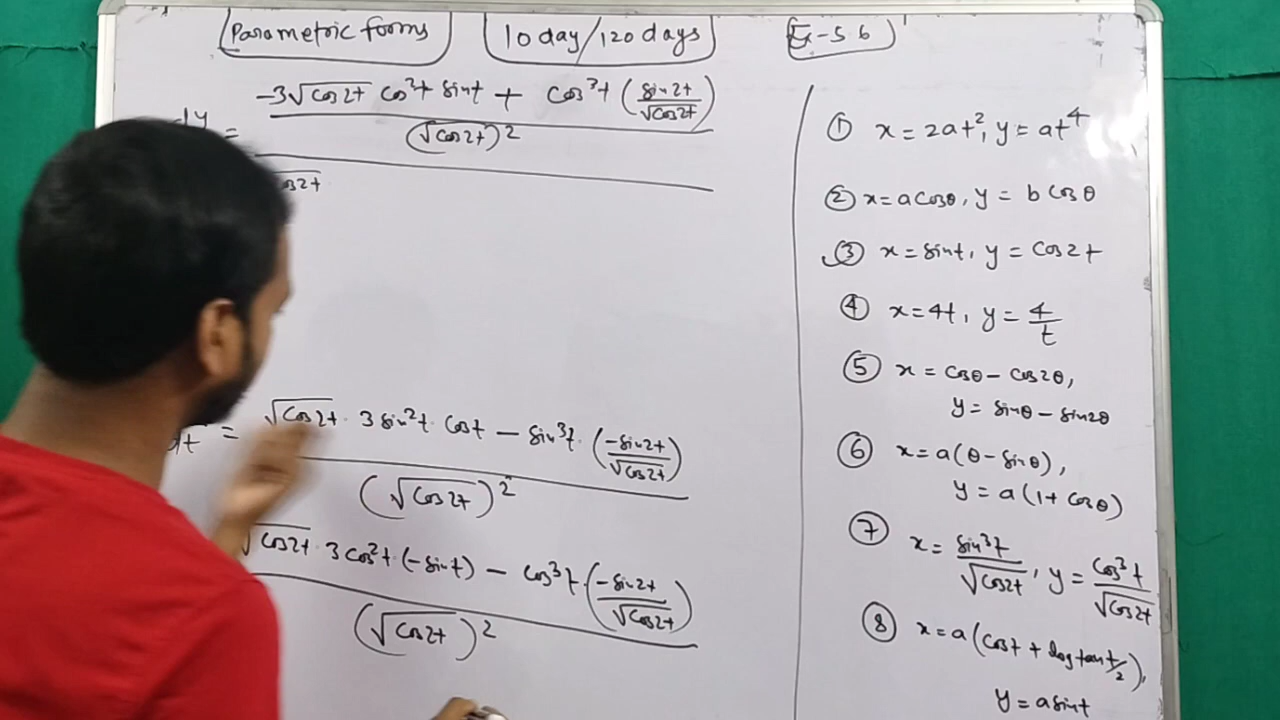 Parametric forms
10 day/120 days
Ex-5.6
-3√cos2t cos²t sint + cos³t (sin2t/√cos2t)
dy =
(√cos2t)²
cos2t
dt = √cos2t · 3 sin²t · cost - sin³t · (-sin2t/√cos2t)
(√cos2t)²
√cos2t · 3cos²t · (-sint) - cos³t · (-sin2t/√cos2t)
(√cos2t)²
① x = 2at², y = at⁴
② x = a cosθ, y = b cosθ
③ x = sint, y = cos2t
④ x = 4t, y = 4/t
⑤ x = cosθ - cos2θ,
y = sinθ - sin2θ
⑥ x = a(θ - sinθ),
y = a(1 + cosθ)
⑦ x = sin³t/√cos2t, y = cos³t/√cos2t
⑧ x = a(cost + log tan t/2),
y = a sint